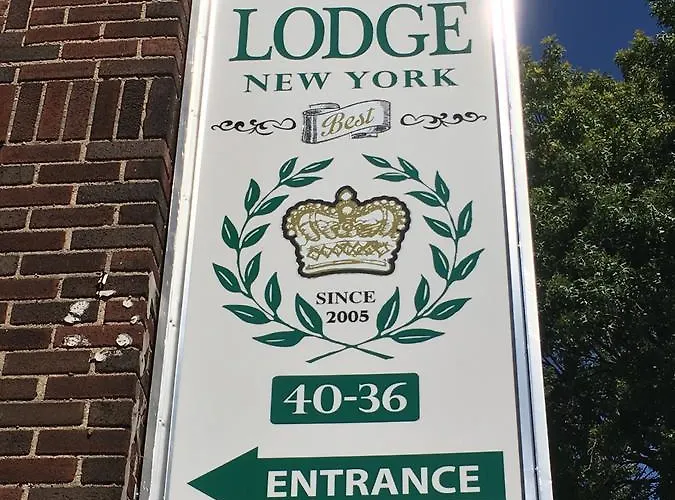 LODGE
NEW YORK
Best
SINCE
2005
40-36
ENTRANCE